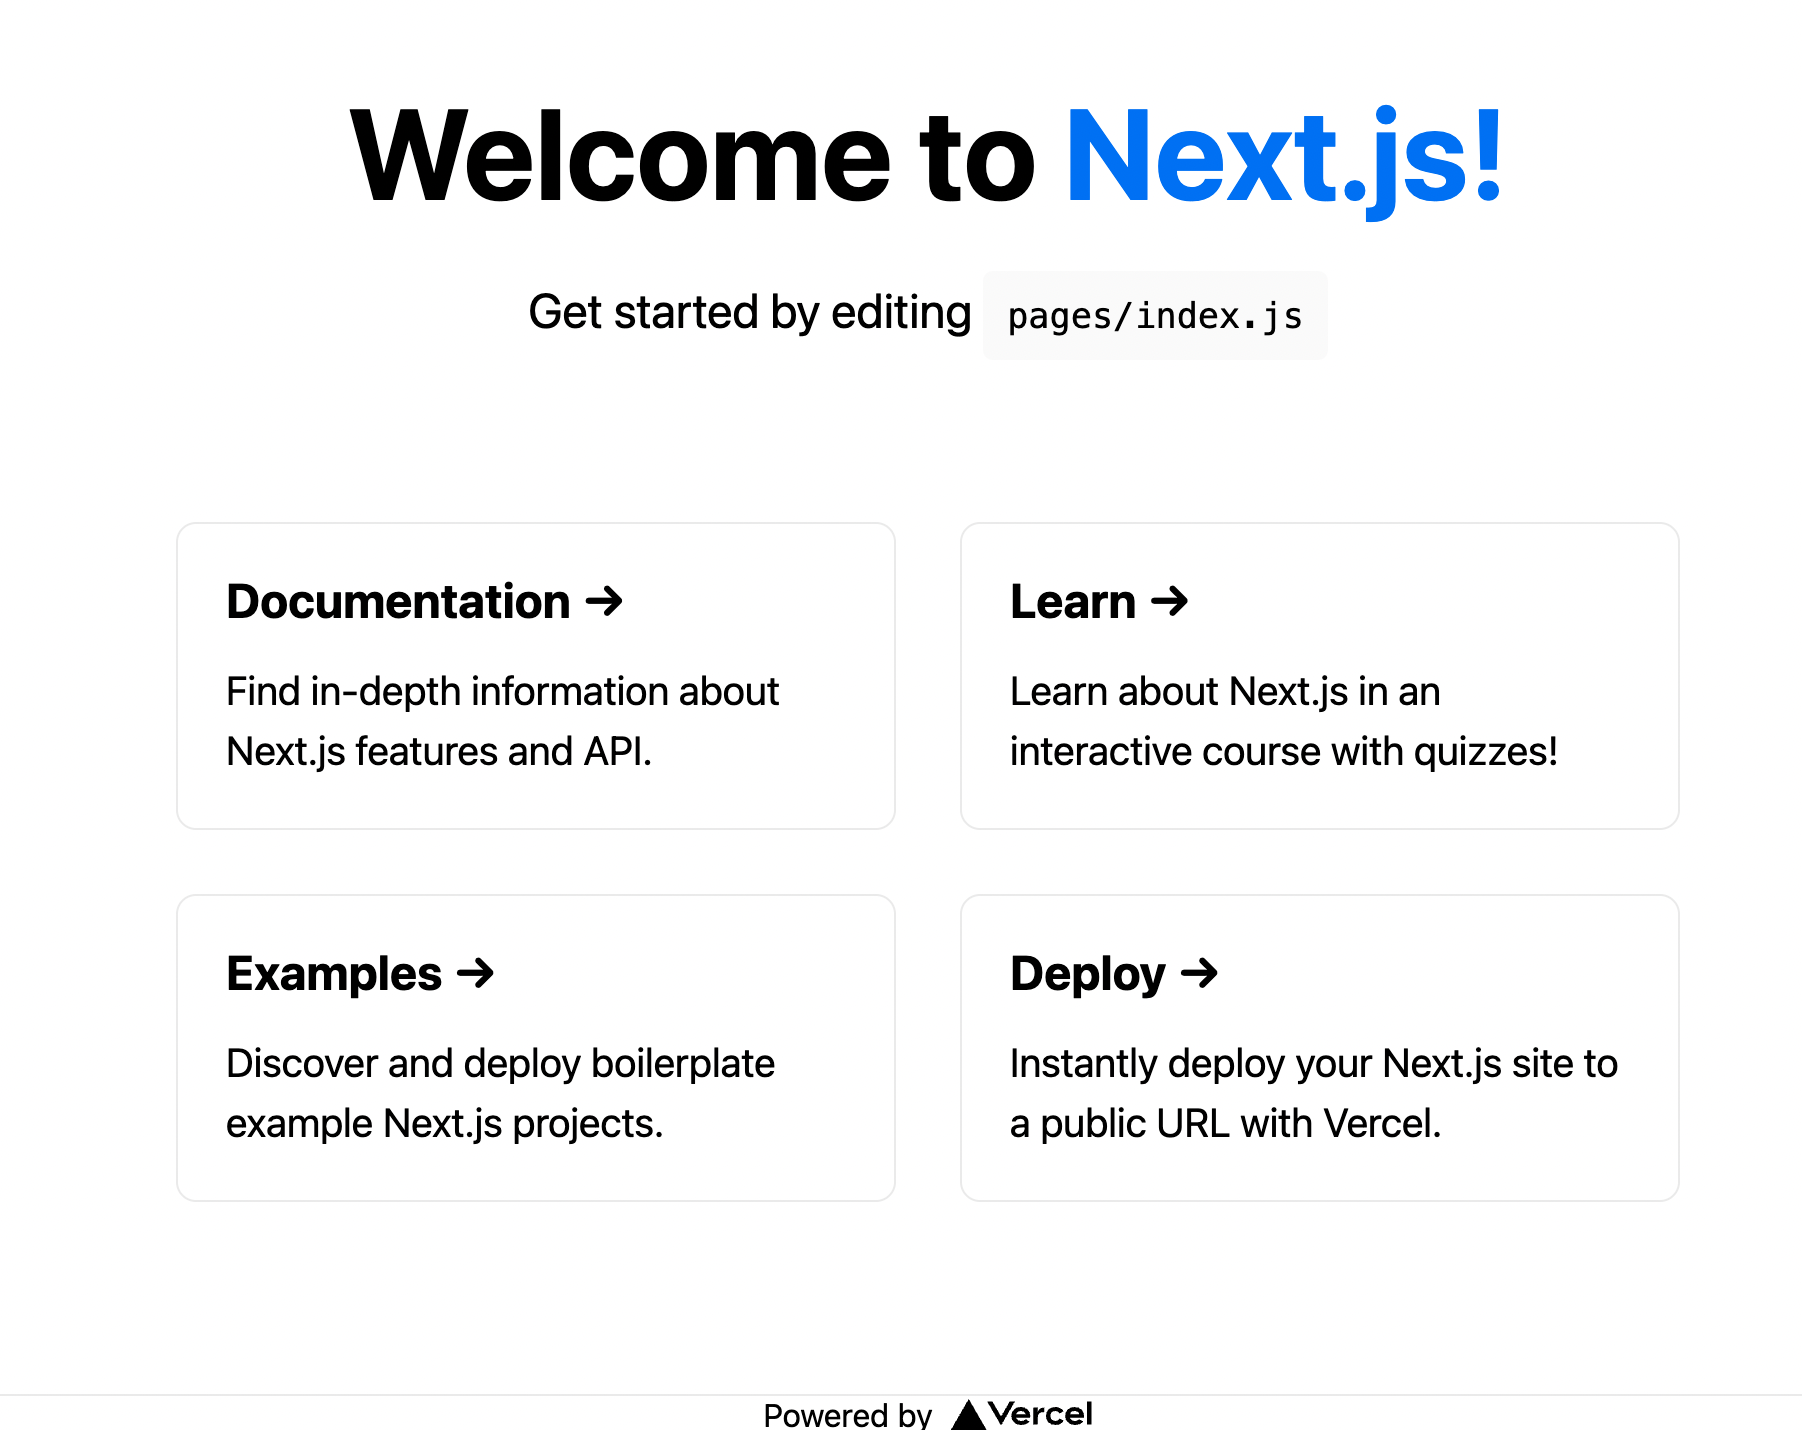 Welcome to Next.js!
Get started by editing pages/index.js
Documentation →
Find in-depth information about
Next.js features and API.
Learn →
Learn about Next.js in an
interactive course with quizzes!
Examples →
Discover and deploy boilerplate
example Next.js projects.
Deploy →
Instantly deploy your Next.js site to
a public URL with Vercel.
Powered by Vercel